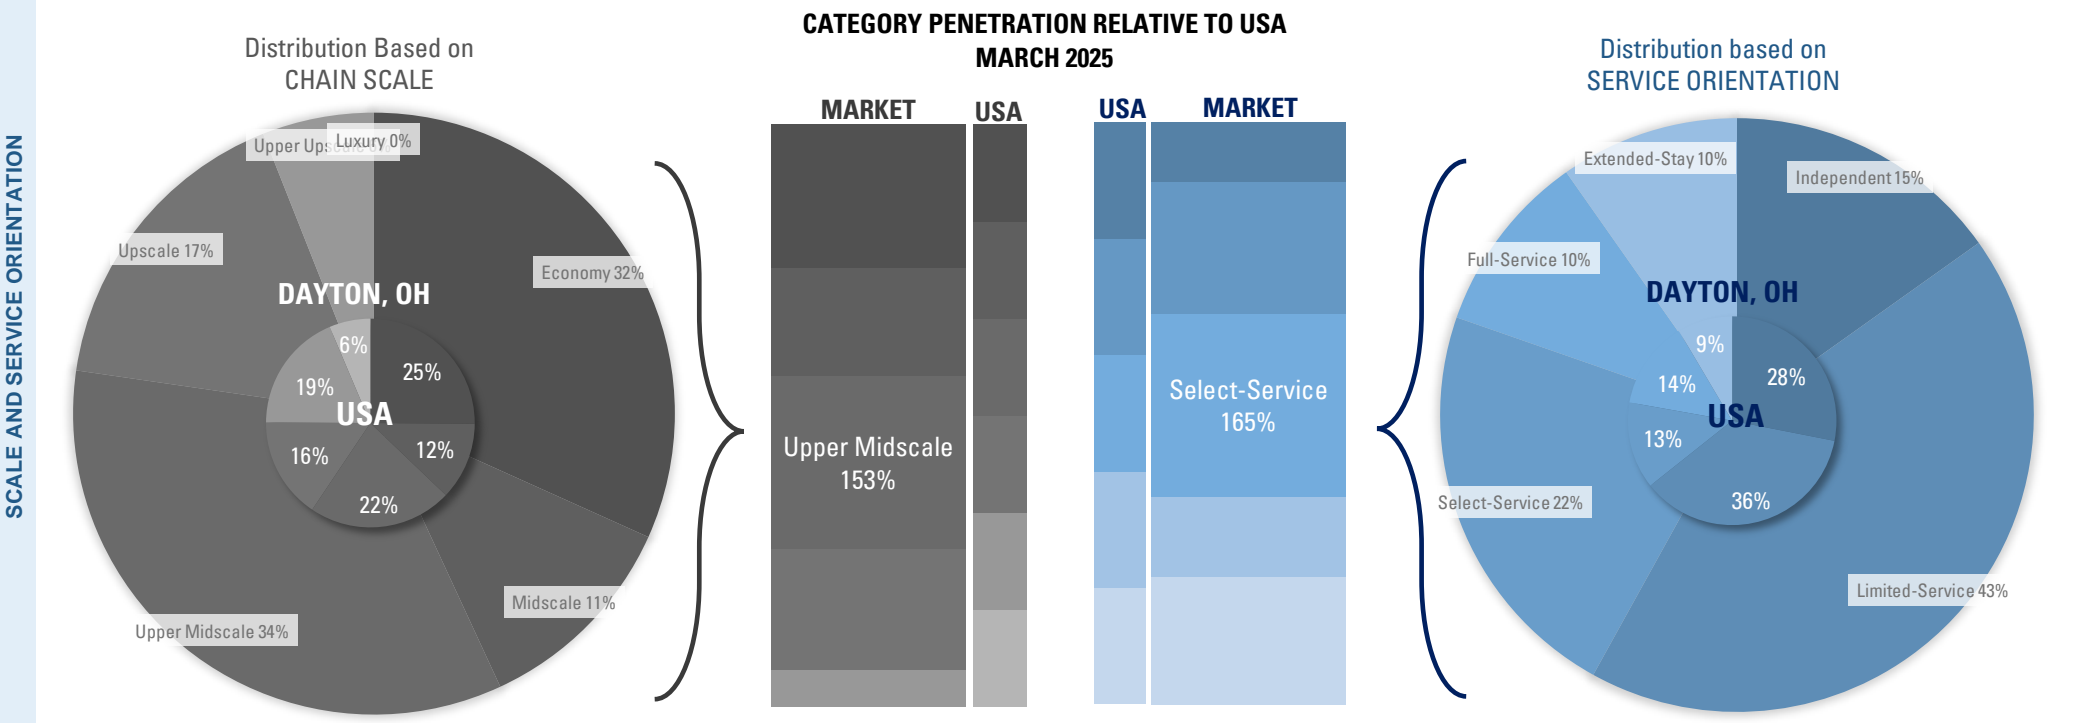 SCALE AND SERVICE ORIENTATION
Distribution Based on
CHAIN SCALE
Upper Ups
Luxury 0%
Upscale 17%
Economy 32%
DAYTON, OH
6%
25%
19%
USA
12%
16%
22%
Midscale 11%
Upper Midscale 34%
CATEGORY PENETRATION RELATIVE TO USA
MARCH 2025
MARKET
USA
USA
MARKET
Upper Midscale
153%
Select-Service
165%
Distribution based on
SERVICE ORIENTATION
Extended-Stay 10%
Independent 15%
Full-Service 10%
DAYTON, OH
9%
28%
14%
USA
13%
36%
Select-Service 22%
Limited-Service 43%